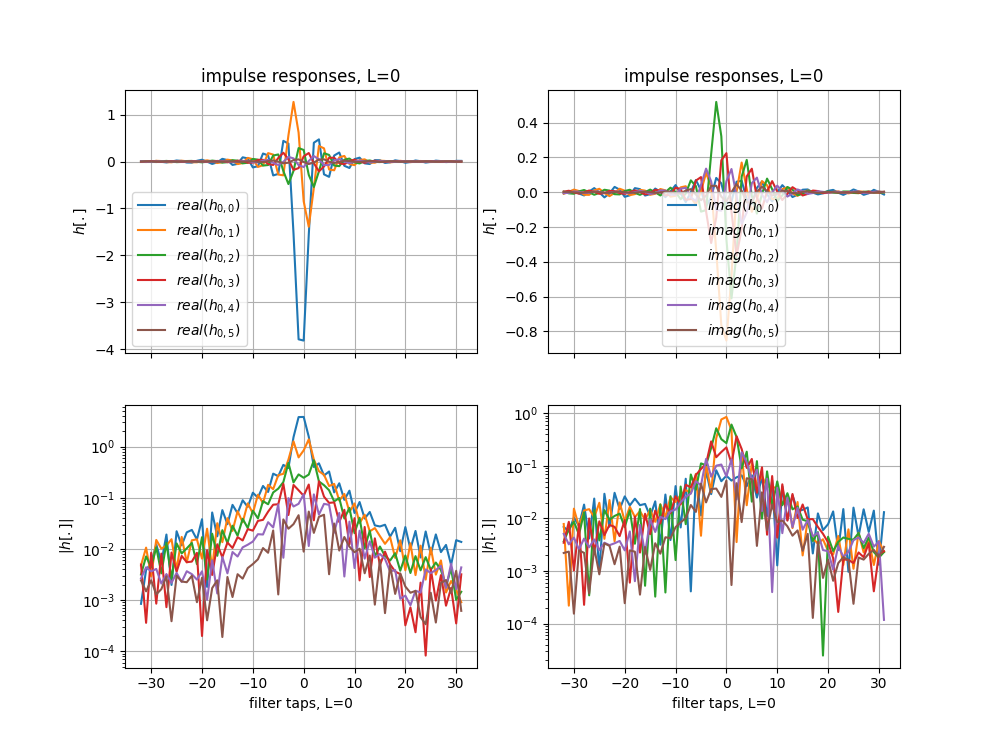 impulse responses, L=0
impulse responses, L=0
h[.]
1
0
−1
−2
−3
−4
real(h0,0)
real(h0,1)
real(h0,2)
real(h0,3)
real(h0,4)
real(h0,5)
h[.]
0.4
0.2
0.0
−0.2
−0.4
−0.6
−0.8
imag(h0,0)
imag(h0,1)
imag(h0,2)
imag(h0,3)
imag(h0,4)
imag(h0,5)
|h[.]|
10⁰
10⁻¹
10⁻²
10⁻³
10⁻⁴
−30 −20 −10 0 10 20 30
filter taps, L=0
|h[.]|
10⁰
10⁻¹
10⁻²
10⁻³
10⁻⁴
−30 −20 −10 0 10 20 30
filter taps, L=0